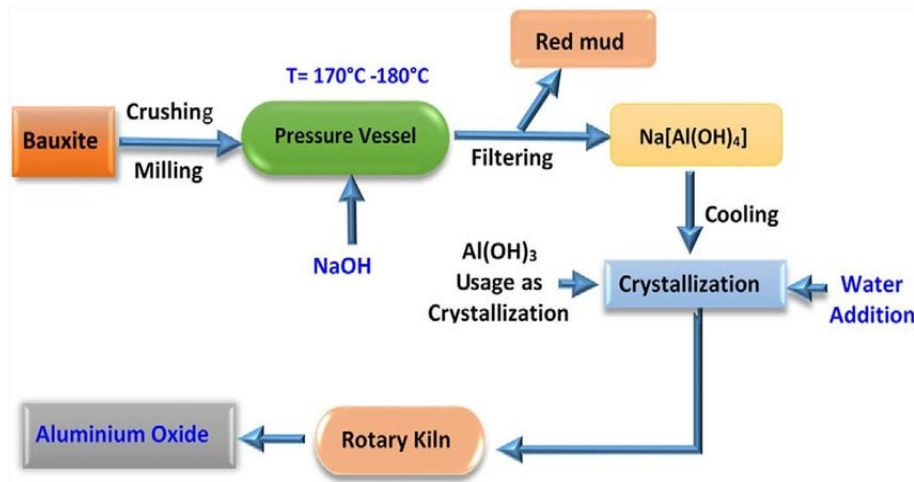 Red mud
T= 170°C -180°C
Bauxite
Crushing
Milling
Pressure Vessel
Filtering
Na[Al(OH)₄]
NaOH
Cooling
Al(OH)₃
Usage as
Crystallization
Crystallization
Water
Addition
Aluminium Oxide
Rotary Kiln